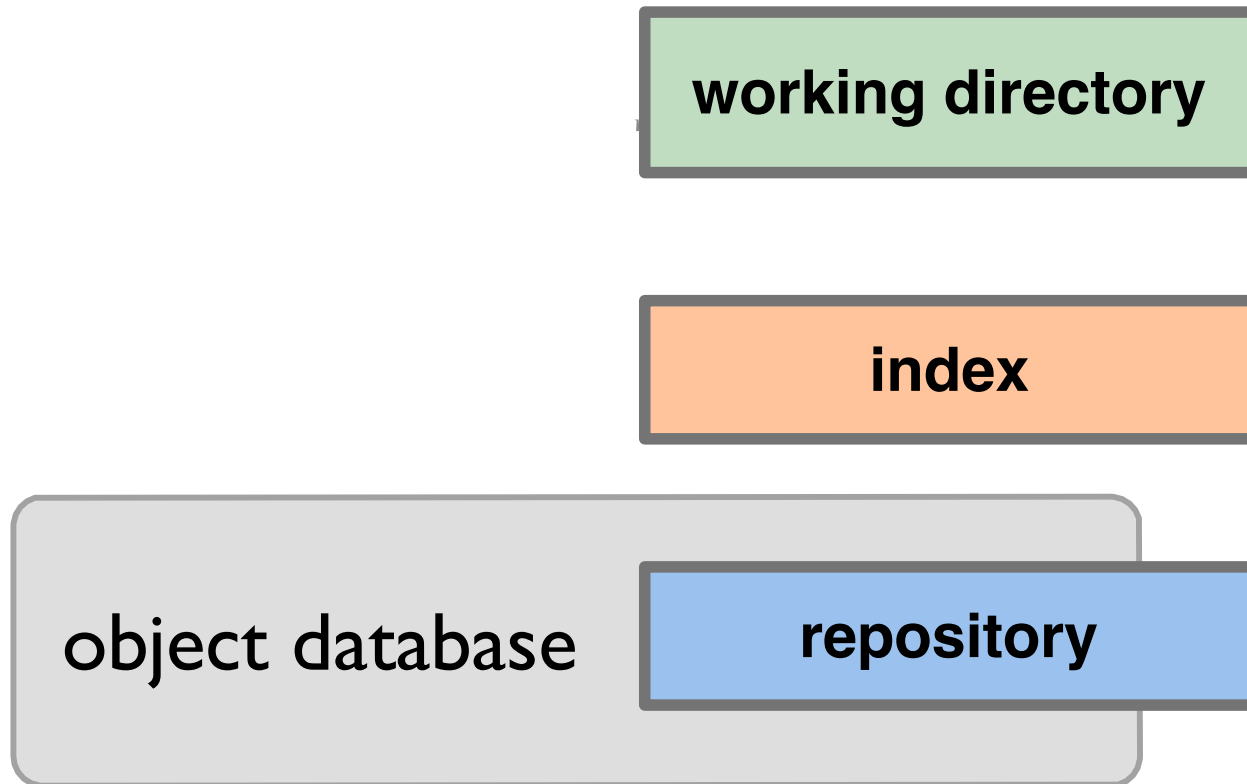 working directory
index
object database
repository